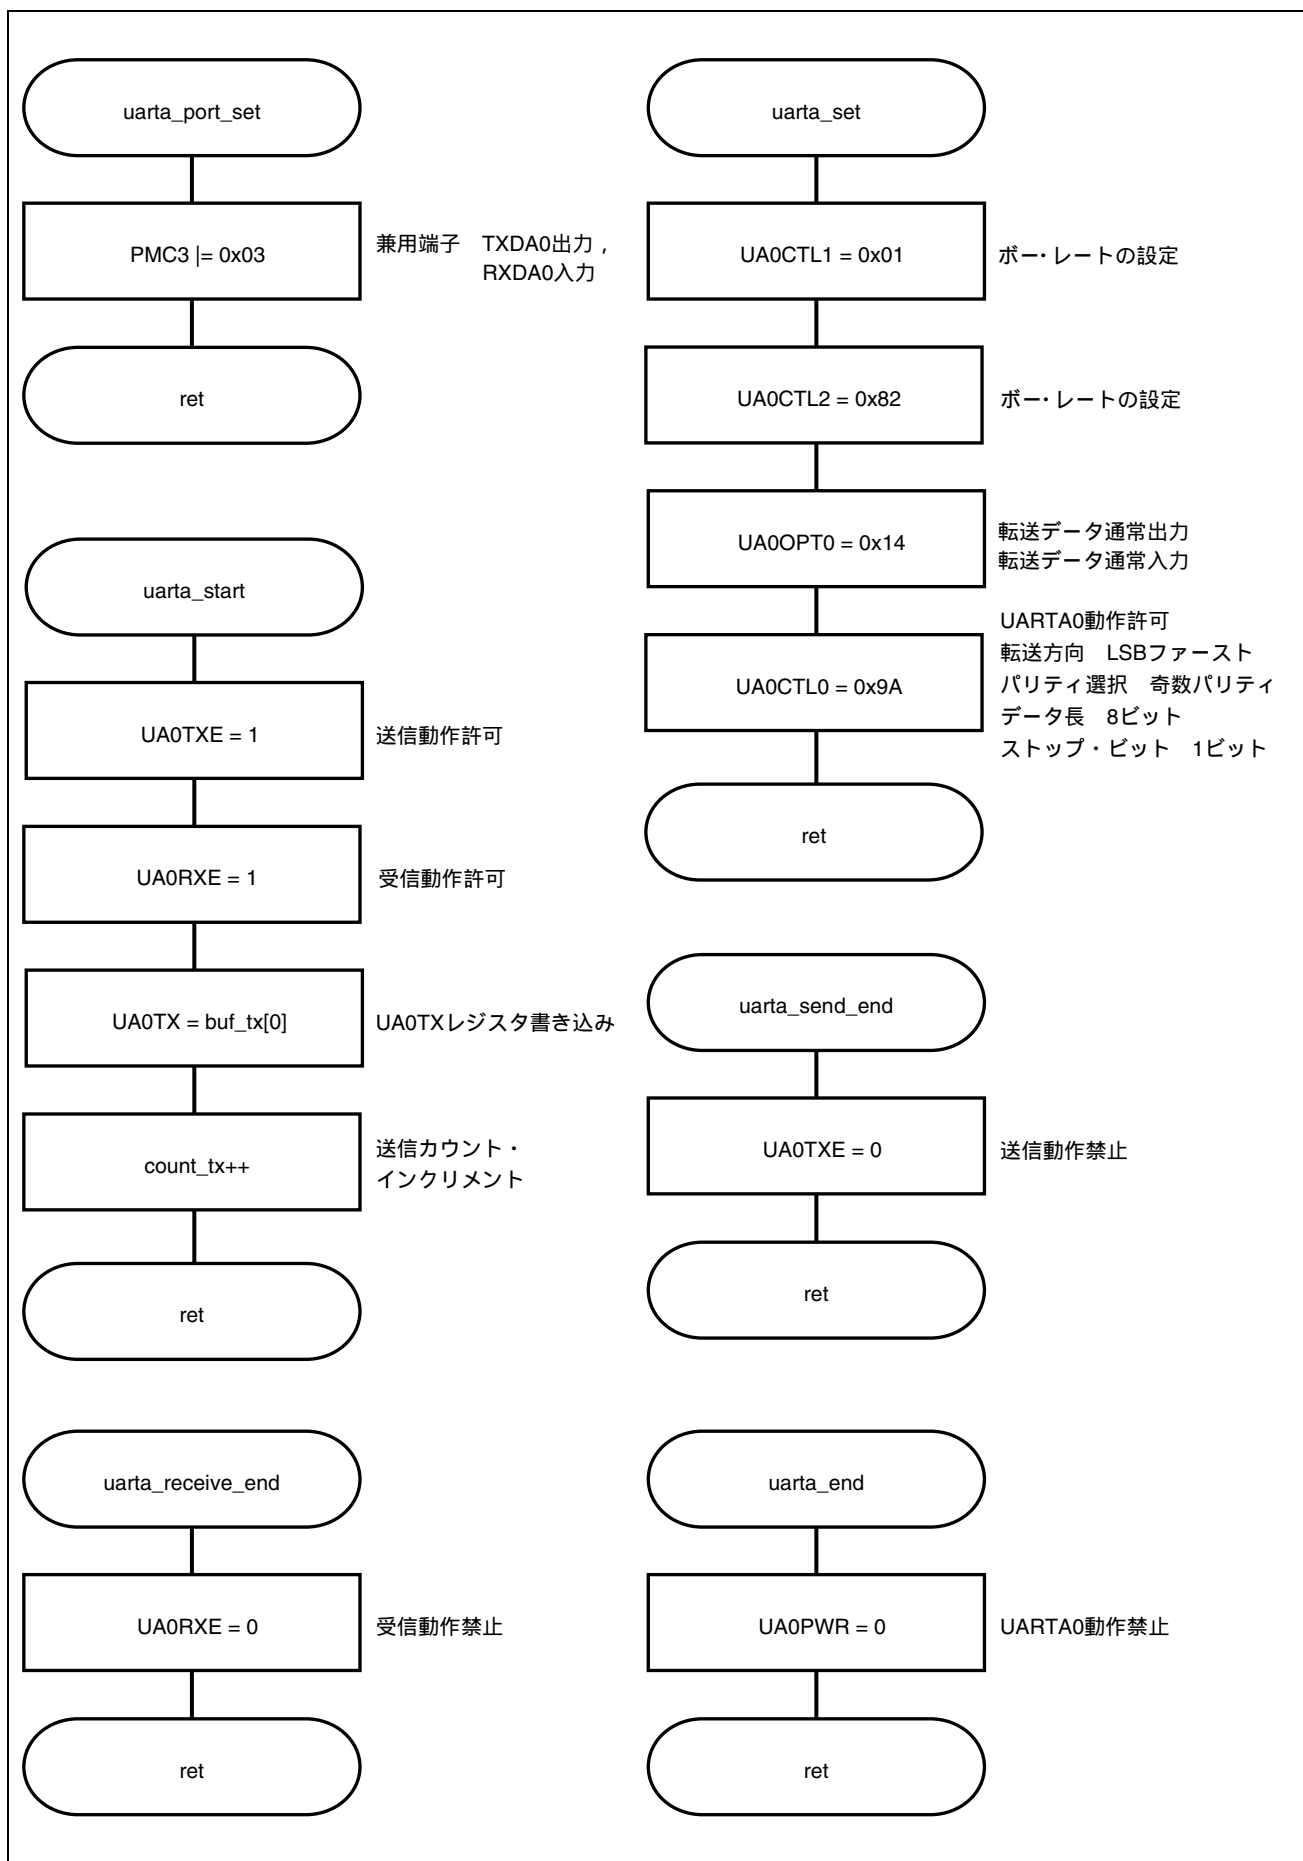 uarta_port_set
PMC3 |= 0x03
兼用端子　TXDA0出力，
RXDA0入力
ret
uarta_set
UA0CTL1 = 0x01
ボー・レートの設定
UA0CTL2 = 0x82
ボー・レートの設定
UA0OPT0 = 0x14
転送データ通常出力
転送データ通常入力
UA0CTL0 = 0x9A
UARTA0動作許可
転送方向　LSBファースト
パリティ選択　奇数パリティ
データ長　8ビット
ストップ・ビット　1ビット
ret
uarta_start
UA0TXE = 1
送信動作許可
UA0RXE = 1
受信動作許可
UA0TX = buf_tx[0]
UA0TXレジスタ書き込み
count_tx++
送信カウント・
インクリメント
ret
uarta_send_end
UA0TXE = 0
送信動作禁止
ret
uarta_receive_end
UA0RXE = 0
受信動作禁止
ret
uarta_end
UA0PWR = 0
UARTA0動作禁止
ret